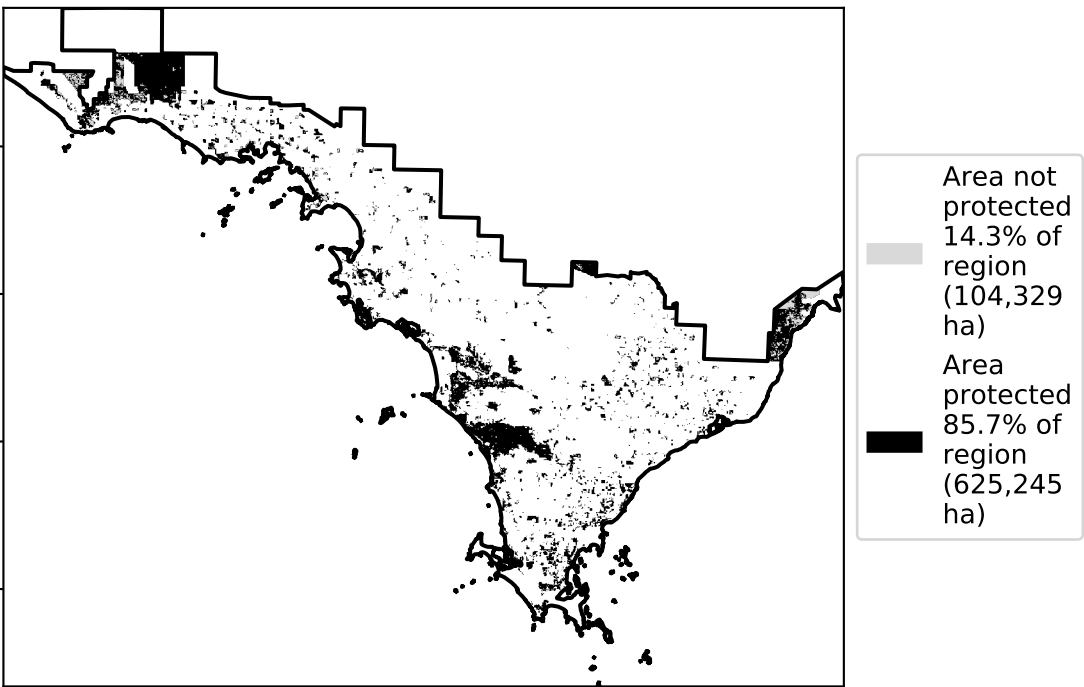 Area not
protected
14.3% of
region
(104,329
ha)
Area
protected
85.7% of
region
(625,245
ha)